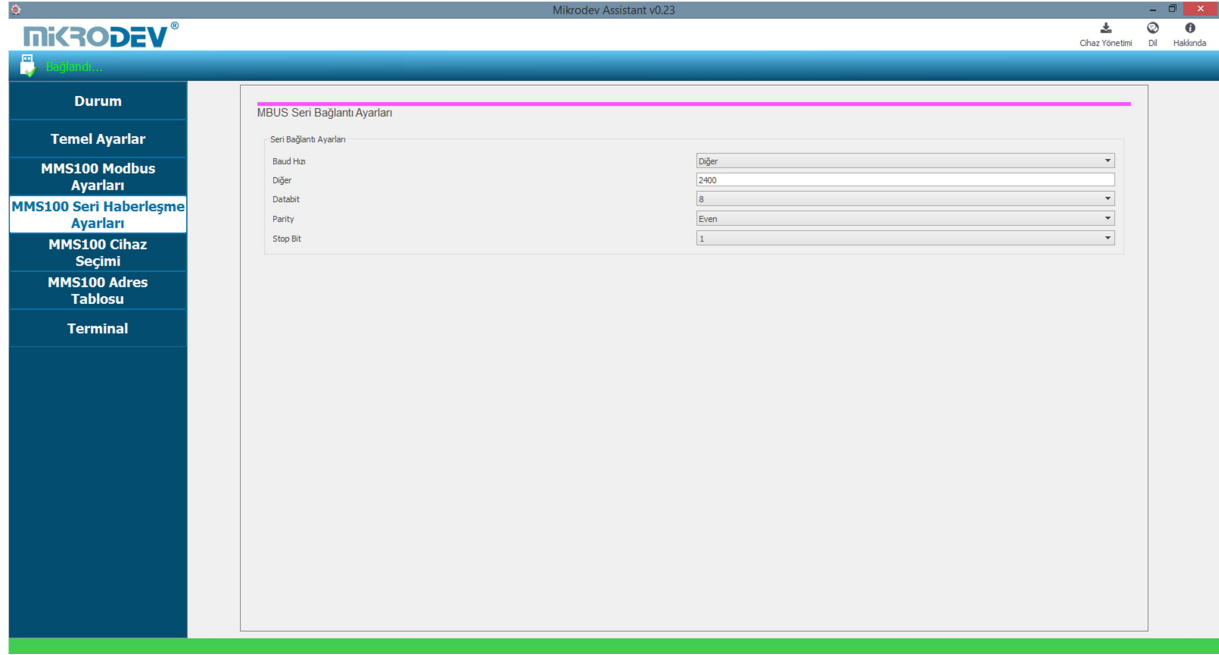 Mikrodev Assistant v0.23
MİKRODEV®
Cihaz Yönetimi
Dil
Hakkında
Bağlandı...
Durum
Temel Ayarlar
MMS100 Modbus
Ayarları
MMS100 Seri Haberleşme
Ayarları
MMS100 Cihaz
Seçimi
MMS100 Adres
Tablosu
Terminal
MBUS Seri Bağlantı Ayarları
Seri Bağlantı Ayarları
Baud Hızı
Diğer
Diğer
2400
Databit
8
Parity
Even
Stop Bit
1